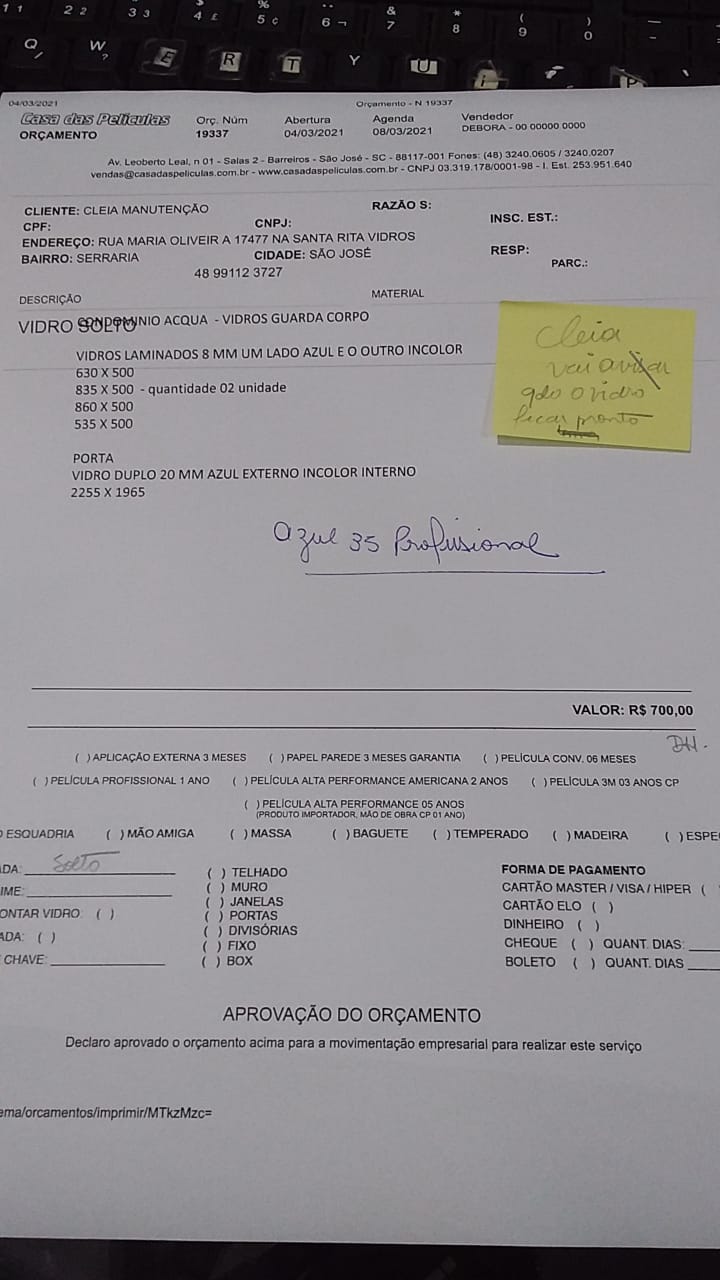 04/03/2021
Orçamento - N 19337
Casa das Películas
ORÇAMENTO
Orç. Núm
19337
Abertura
04/03/2021
Agenda
08/03/2021
Vendedor
DEBORA - 00 00000 0000
Av. Leoberto Leal, n 01 - Salas 2 - Barreiros - São José - SC - 88117-001 Fones: (48) 3240.0605 / 3240.0207
vendas@casadaspeliculas.com.br - www.casadaspeliculas.com.br - CNPJ 03.319.178/0001-98 - I. Est. 253.951.640
CLIENTE: CLEIA MANUTENÇÃO
RAZÃO S:
CPF:
CNPJ:
INSC. EST.:
ENDEREÇO: RUA MARIA OLIVEIR A 17477 NA SANTA RITA VIDROS
BAIRRO: SERRARIA
CIDADE: SÃO JOSÉ
RESP:
PARC.:
48 99112 3727
DESCRIÇÃO
MATERIAL
VIDRO SOLTO
CONDOMINIO ACQUA - VIDROS GUARDA CORPO
VIDROS LAMINADOS 8 MM UM LADO AZUL E O OUTRO INCOLOR
630 X 500
835 X 500 - quantidade 02 unidade
860 X 500
535 X 500
PORTA
VIDRO DUPLO 20 MM AZUL EXTERNO INCOLOR INTERNO
2255 X 1965
Cleia
vai avisar
qdo o vidro
ficar pronto
Azul 35 Profissional
VALOR: R$ 700,00
DH.
( ) APLICAÇÃO EXTERNA 3 MESES ( ) PAPEL PAREDE 3 MESES GARANTIA ( ) PELÍCULA CONV. 06 MESES
( ) PELÍCULA PROFISSIONAL 1 ANO ( ) PELÍCULA ALTA PERFORMANCE AMERICANA 2 ANOS ( ) PELÍCULA 3M 03 ANOS CP
( ) PELÍCULA ALTA PERFORMANCE 05 ANOS
(PRODUTO IMPORTADOR, MÃO DE OBRA CP 01 ANO)
O ESQUADRIA ( ) MÃO AMIGA ( ) MASSA ( ) BAGUETE ( ) TEMPERADO ( ) MADEIRA ( ) ESPE
ADA: Solto
IME:
ONTAR VIDRO: ( )
ADA: ( )
CHAVE:
( ) TELHADO
( ) MURO
( ) JANELAS
( ) PORTAS
( ) DIVISÓRIAS
( ) FIXO
( ) BOX
FORMA DE PAGAMENTO
CARTÃO MASTER / VISA / HIPER (
CARTÃO ELO ( )
DINHEIRO ( )
CHEQUE ( ) QUANT. DIAS:
BOLETO ( ) QUANT. DIAS
APROVAÇÃO DO ORÇAMENTO
Declaro aprovado o orçamento acima para a movimentação empresarial para realizar este serviço
ema/orcamentos/imprimir/MTkzMzc=